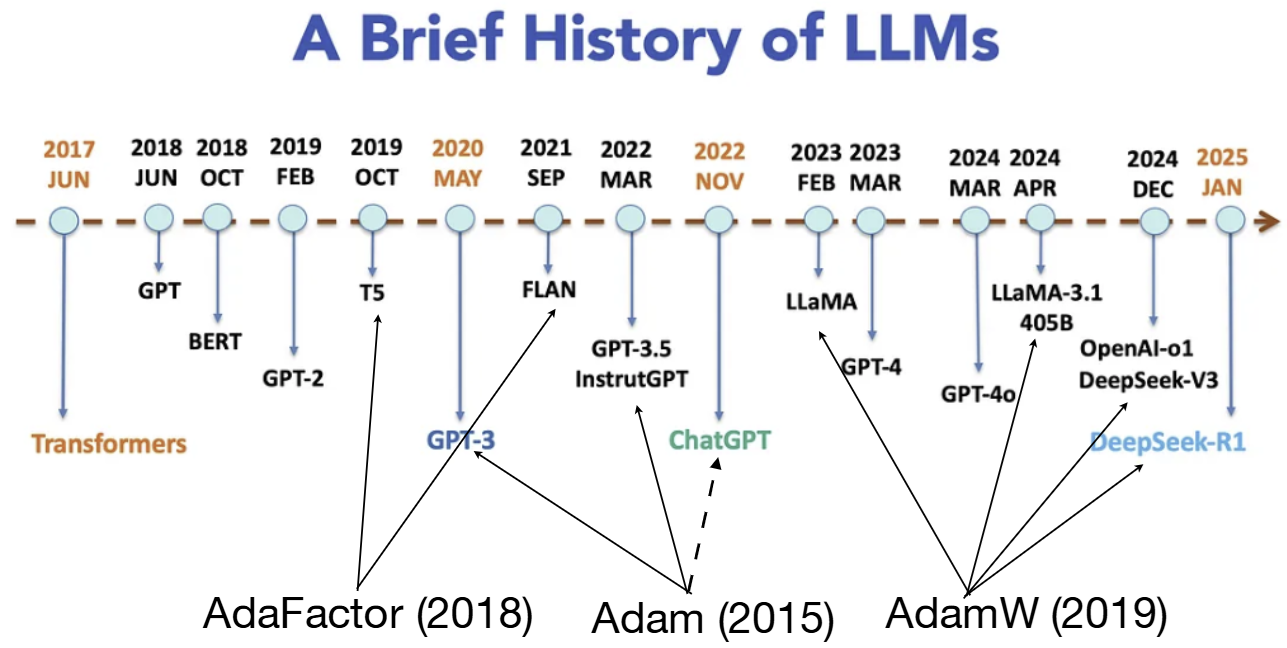 A Brief History of LLMs
2017 JUN
2018 JUN
2018 OCT
2019 FEB
2019 OCT
2020 MAY
2021 SEP
2022 MAR
2022 NOV
2023 FEB
2023 MAR
2024 MAR
2024 APR
2024 DEC
2025 JAN
GPT
T5
FLAN
LLaMA
LLaMA-3.1
405B
BERT
GPT-2
GPT-3.5
InstrutGPT
GPT-4
GPT-4o
OpenAI-o1
DeepSeek-V3
Transformers
GPT-3
ChatGPT
DeepSeek-R1
AdaFactor (2018)
Adam (2015)
AdamW (2019)